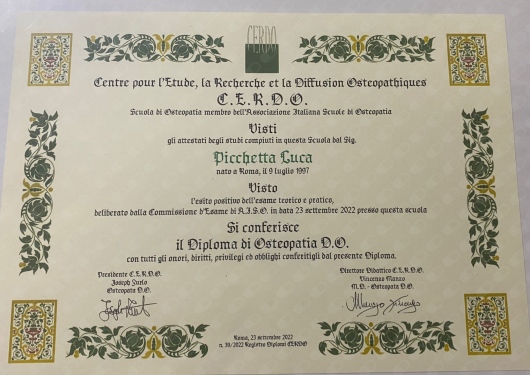 CERDO
Centre pour l'Etude, la Recherche et la Diffusion Osteopathiques
C.E.R.D.O.
Scuola di Osteopatia membro dell'Associazione Italiana Scuole di Osteopatia
Visti
gli attestati degli studi compiuti in questa Scuola dal Sig.
Picchetta Luca
nato a Roma, il 9 luglio 1997
Visto
l'esito positivo dell'esame teorico e pratico,
deliberato dalla Commissione d'Esame di A.I.S.O. in data 23 settembre 2022 presso questa scuola
Si conferisce
il Diploma di Osteopatia D.O.
con tutti gli onori, diritti, privilegi ed obblighi conferitigli dal presente Diploma.
Presidente C.E.R.D.O.
Joseph Zurlo
Osteopata D.O.
Direttore Didattico C.E.R.D.O.
Vincenzo Manzo
M.D. - Osteopata D.O.
Roma, 23 settembre 2022
n. 30/2022 Registro Diplomi CERDO